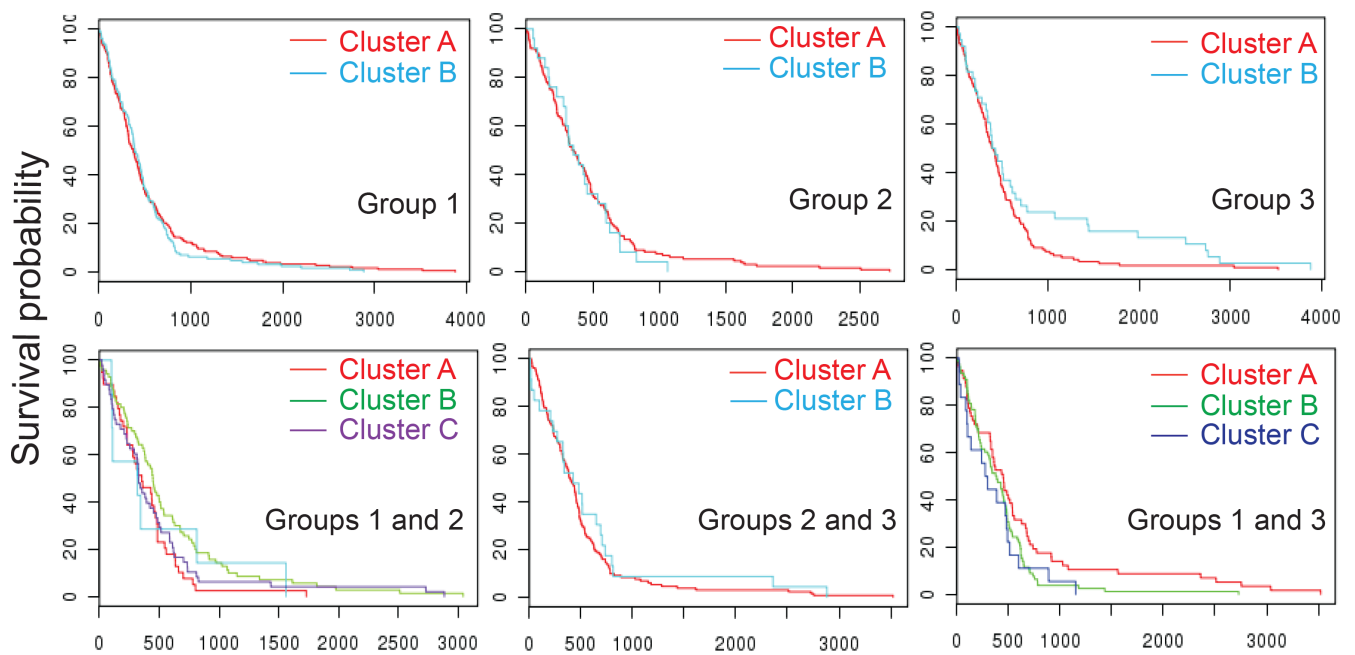 Survival probability
100
80
60
40
20
0
Cluster A
Cluster B
Group 1
0 1000 2000 3000 4000
100
80
60
40
20
0
Cluster A
Cluster B
Group 2
0 500 1000 1500 2000 2500
100
80
60
40
20
0
Cluster A
Cluster B
Group 3
0 1000 2000 3000 4000
100
80
60
40
20
0
Cluster A
Cluster B
Cluster C
Groups 1 and 2
0 500 1000 1500 2000 2500 3000
100
80
60
40
20
0
Cluster A
Cluster B
Groups 2 and 3
0 1000 2000 3000
100
80
60
40
20
0
Cluster A
Cluster B
Cluster C
Groups 1 and 3
0 500 1000 2000 3000